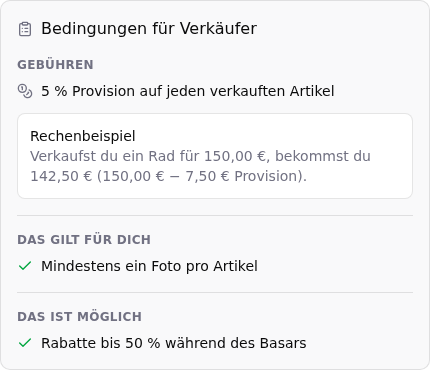 Bedingungen für Verkäufer
GEBÜHREN
5 % Provision auf jeden verkauften Artikel
Rechenbeispiel
Verkaufst du ein Rad für 150,00 €, bekommst du
142,50 € (150,00 € − 7,50 € Provision).
DAS GILT FÜR DICH
Mindestens ein Foto pro Artikel
DAS IST MÖGLICH
Rabatte bis 50 % während des Basars